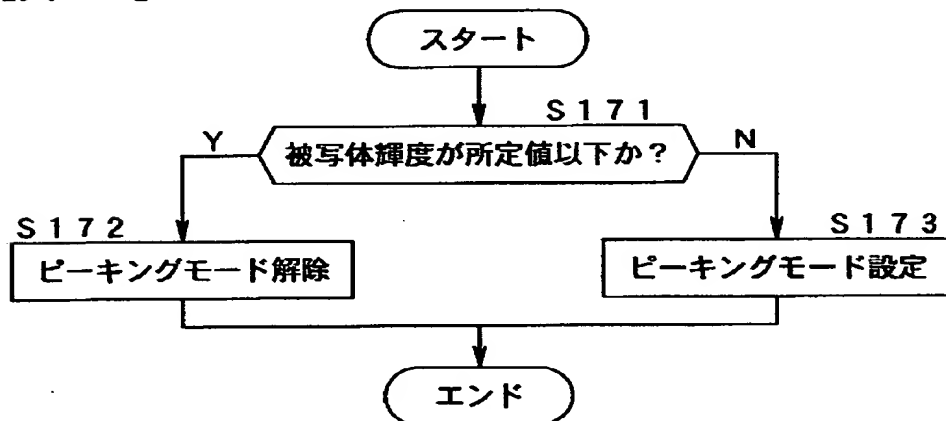 スタート
S171
被写体輝度が所定値以下か?
Y
N
S172
ピーキングモード解除
S173
ピーキングモード設定
エンド